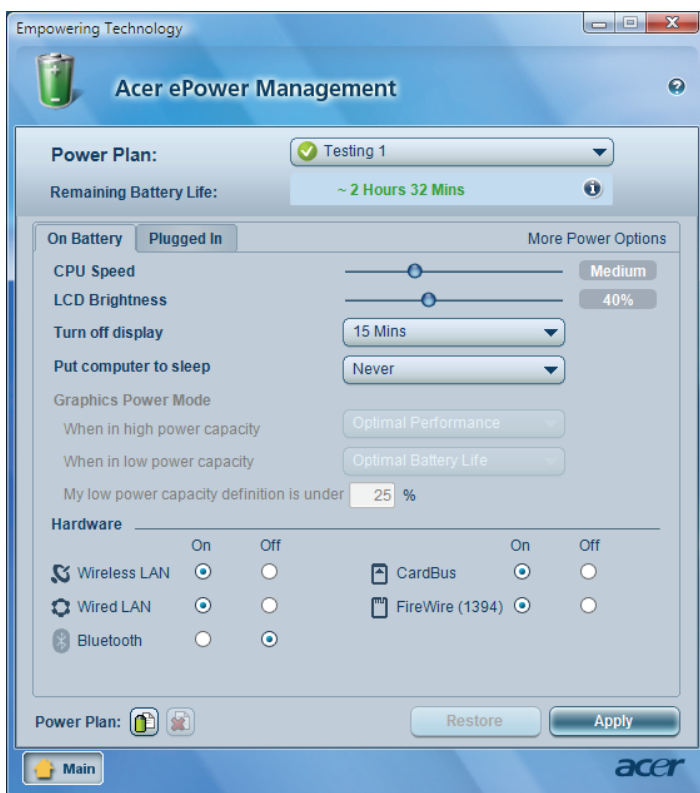 Empowering Technology
Acer ePower Management
Power Plan: Testing 1
Remaining Battery Life: ~ 2 Hours 32 Mins
On Battery Plugged In More Power Options
CPU Speed Medium
LCD Brightness 40%
Turn off display 15 Mins
Put computer to sleep Never
Graphics Power Mode
When in high power capacity Optimal Performance
When in low power capacity Optimal Battery Life
My low power capacity definition is under 25 %
Hardware
On Off On Off
Wireless LAN CardBus
Wired LAN FireWire (1394)
Bluetooth
Power Plan: Restore Apply
Main acer